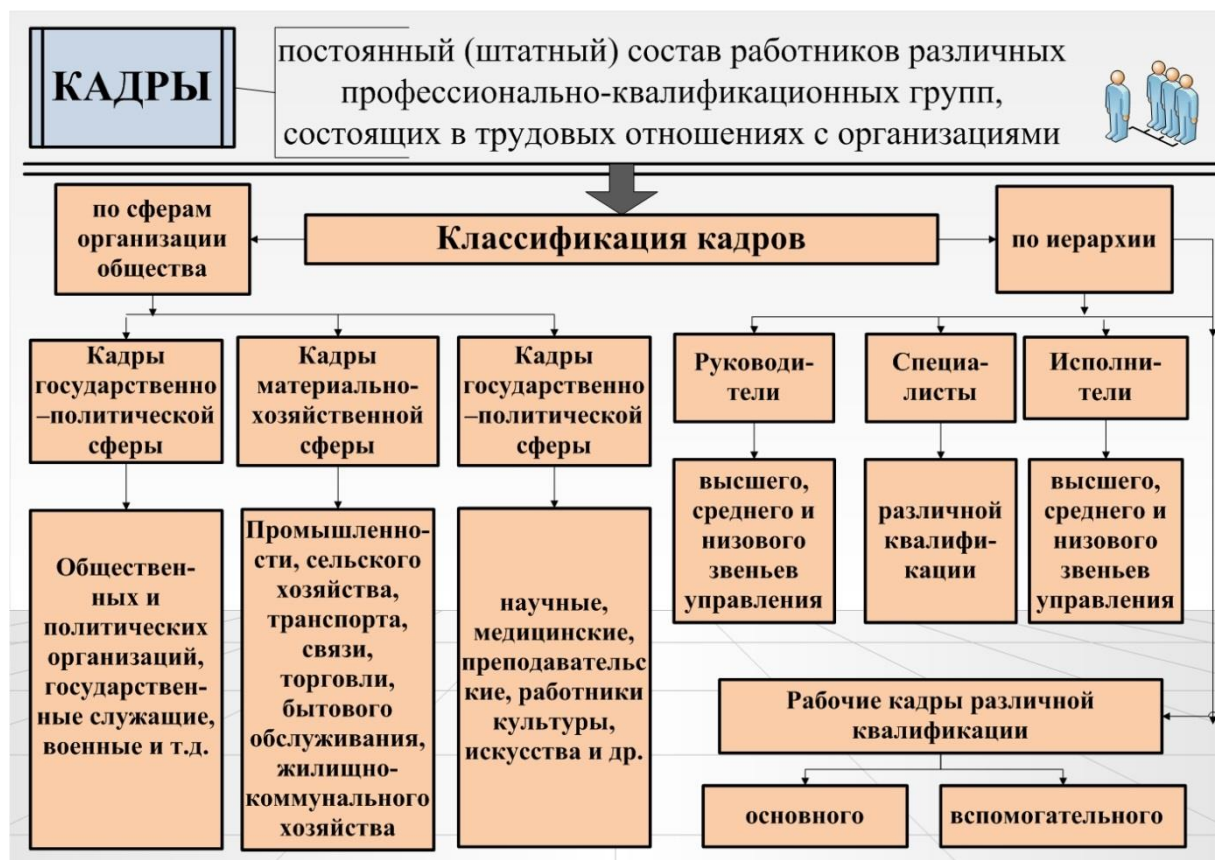 КАДРЫ
постоянный (штатный) состав работников различных
профессионально-квалификационных групп,
состоящих в трудовых отношениях с организациями
Классификация кадров
по сферам
организации
общества
Кадры
государственно
–политической
сферы
Общественн-
ных и
политических
организаций,
государствен-
ные служащие,
военные и т.д.
Кадры
материально-
хозяйственной
сферы
Промышленно-
сти, сельского
хозяйства,
транспорта,
связи,
торговли,
бытового
обслуживания,
жилищно-
коммунального
хозяйства
Кадры
государственно
–политической
сферы
научные,
медицинские,
преподавательс
кие, работники
культуры,
искусства и др.
по иерархии
Руководи-
тели
высшего,
среднего и
низового
звеньев
управления
Специа-
листы
различной
квалифи-
кации
Исполни-
тели
высшего,
среднего и
низового
звеньев
управления
Рабочие кадры различной
квалификации
основного
вспомогательного